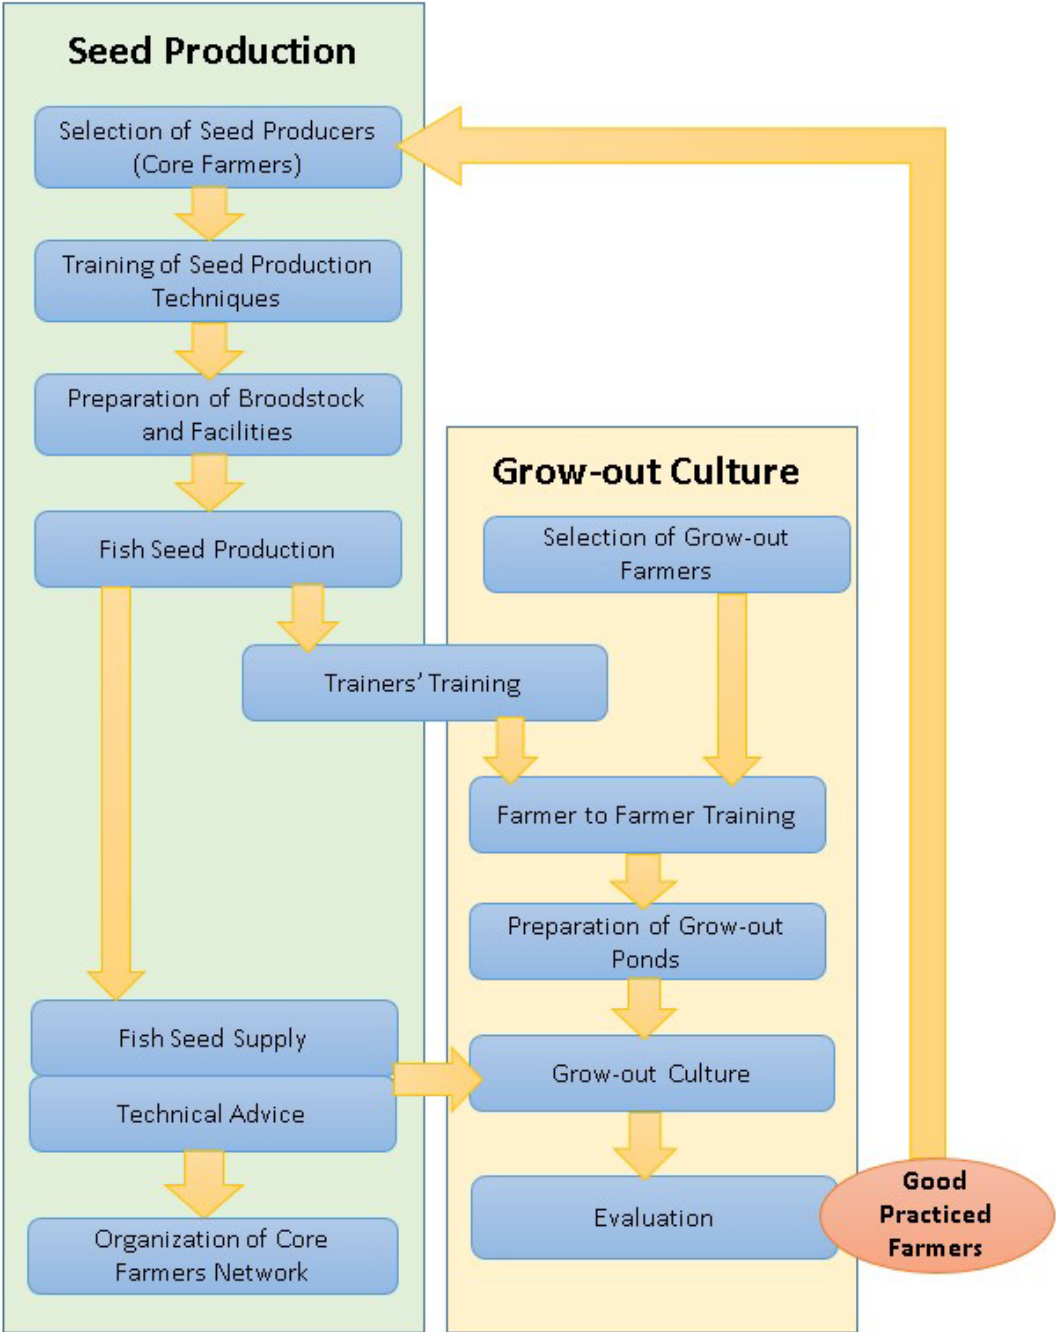 Seed Production
Selection of Seed Producers
(Core Farmers)
Training of Seed Production
Techniques
Preparation of Broodstock
and Facilities
Fish Seed Production
Grow-out Culture
Selection of Grow-out
Farmers
Trainers’ Training
Farmer to Farmer Training
Preparation of Grow-out
Ponds
Fish Seed Supply
Technical Advice
Grow-out Culture
Organization of Core
Farmers Network
Evaluation
Good
Practiced
Farmers